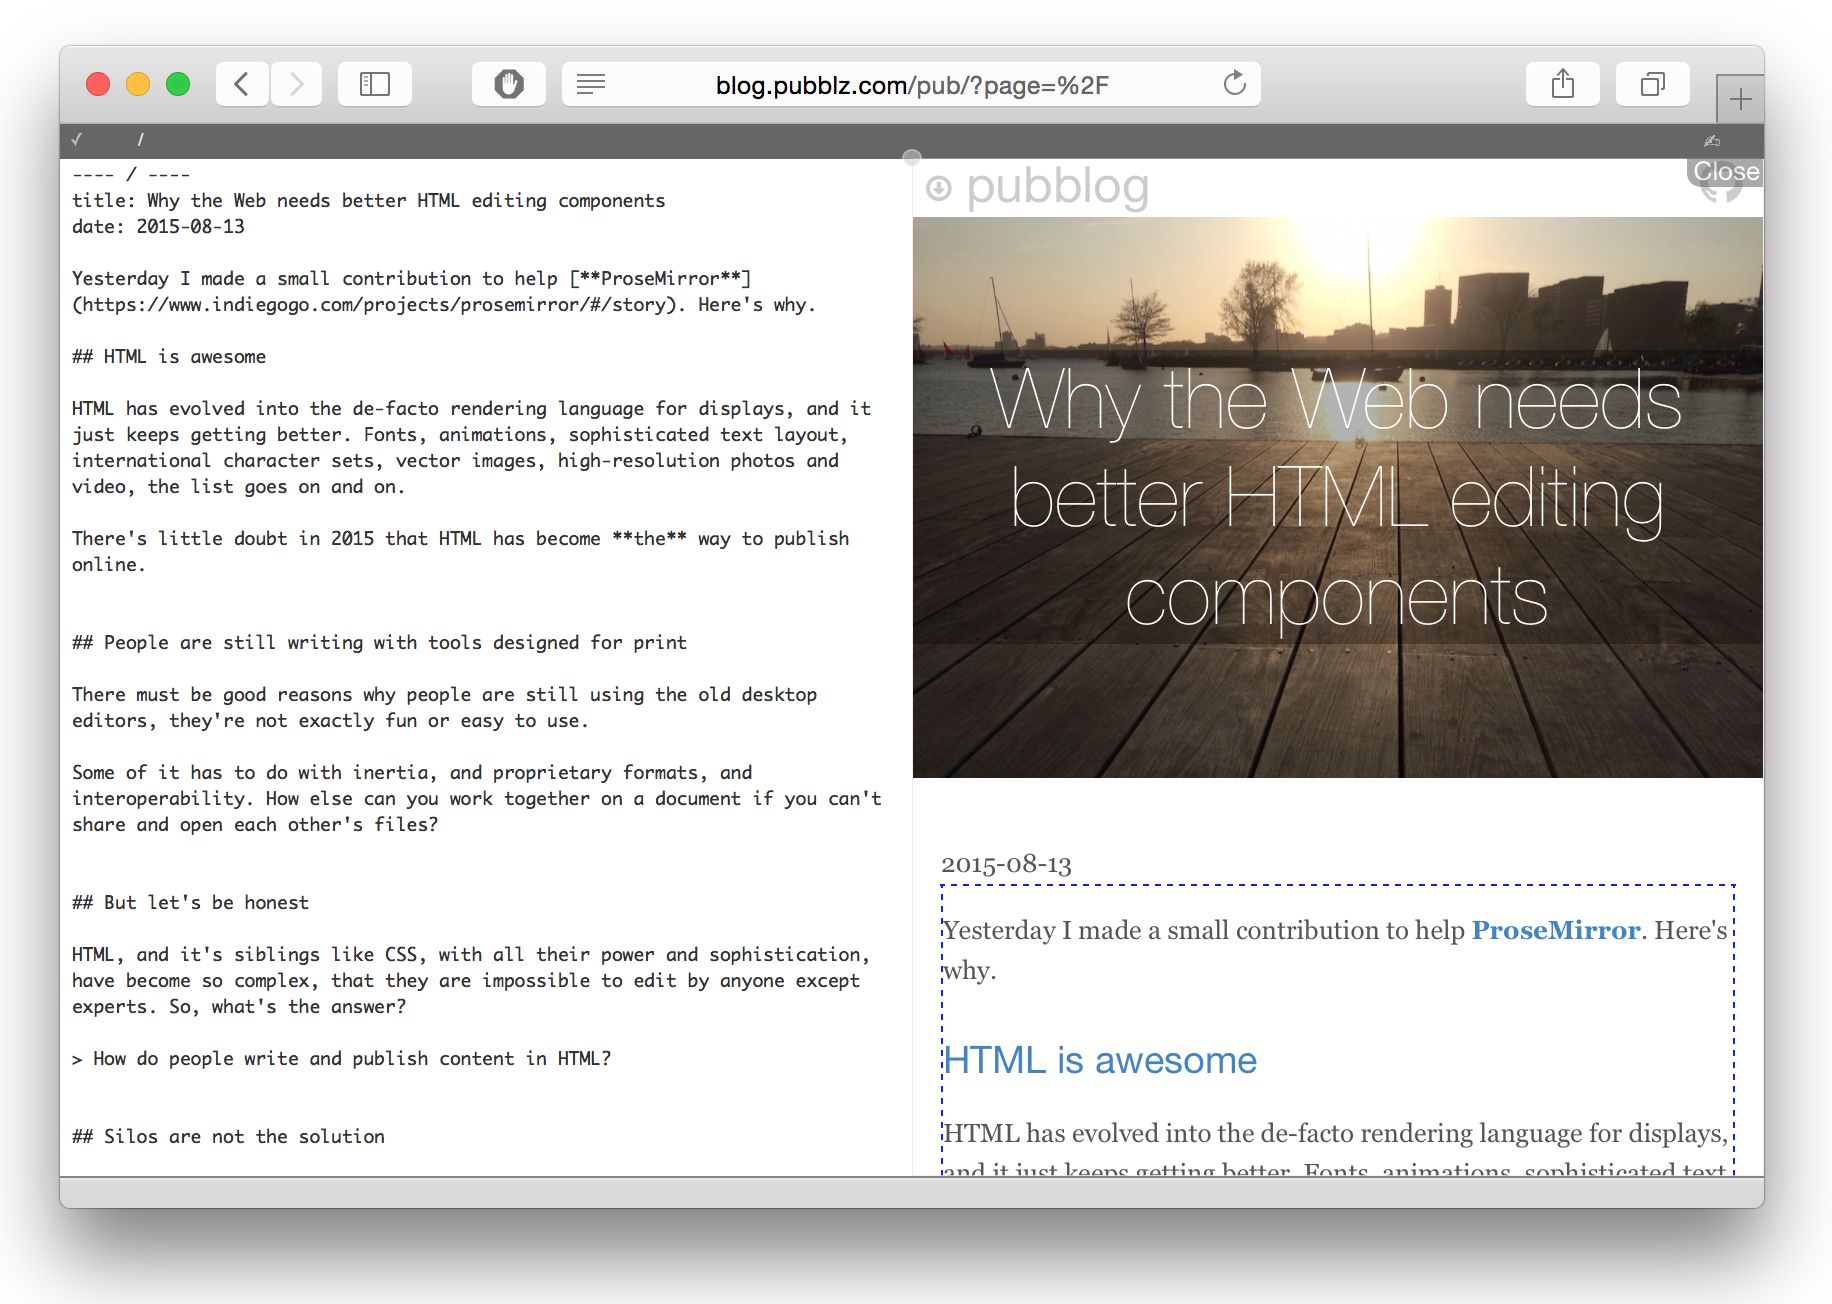 blog.pubblz.com/pub/?page=%2F
✓ /
---- / ----
title: Why the Web needs better HTML editing components
date: 2015-08-13
Yesterday I made a small contribution to help [**ProseMirror**]
(https://www.indiegogo.com/projects/prosemirror/#/story). Here's why.
## HTML is awesome
HTML has evolved into the de-facto rendering language for displays, and it
just keeps getting better. Fonts, animations, sophisticated text layout,
international character sets, vector images, high-resolution photos and
video, the list goes on and on.
There's little doubt in 2015 that HTML has become **the** way to publish
online.
## People are still writing with tools designed for print
There must be good reasons why people are still using the old desktop
editors, they're not exactly fun or easy to use.
Some of it has to do with inertia, and proprietary formats, and
interoperability. How else can you work together on a document if you can't
share and open each other's files?
## But let's be honest
HTML, and it's siblings like CSS, with all their power and sophistication,
have become so complex, that they are impossible to edit by anyone except
experts. So, what's the answer?
> How do people write and publish content in HTML?
## Silos are not the solution
pubblog
Close
Why the Web needs
better HTML editing
components
2015-08-13
Yesterday I made a small contribution to help ProseMirror. Here's
why.
HTML is awesome
HTML has evolved into the de-facto rendering language for displays,
and it just keeps getting better. Fonts, animations, sophisticated text